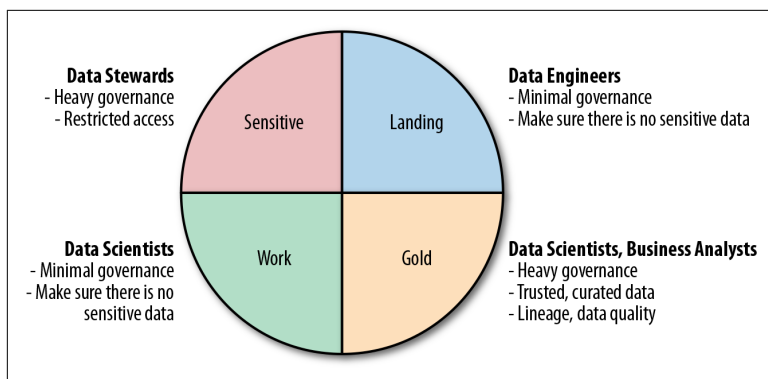 Data Stewards
- Heavy governance
- Restricted access
Sensitive
Landing
Data Engineers
- Minimal governance
- Make sure there is no sensitive data
Data Scientists
- Minimal governance
- Make sure there is no
sensitive data
Work
Gold
Data Scientists, Business Analysts
- Heavy governance
- Trusted, curated data
- Lineage, data quality